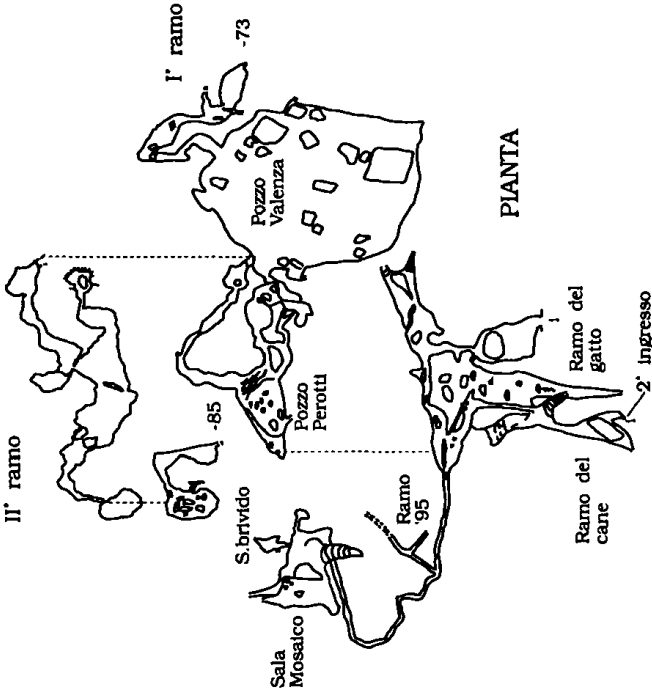 I° ramo
-73
Pozzo
Valenza
PIANTA
II° ramo
-85
Pozzo
Perotti
S.brivido
Sala
Mosaico
Ramo
'95
Ramo del
gatto
2° ingresso
Ramo del
cane